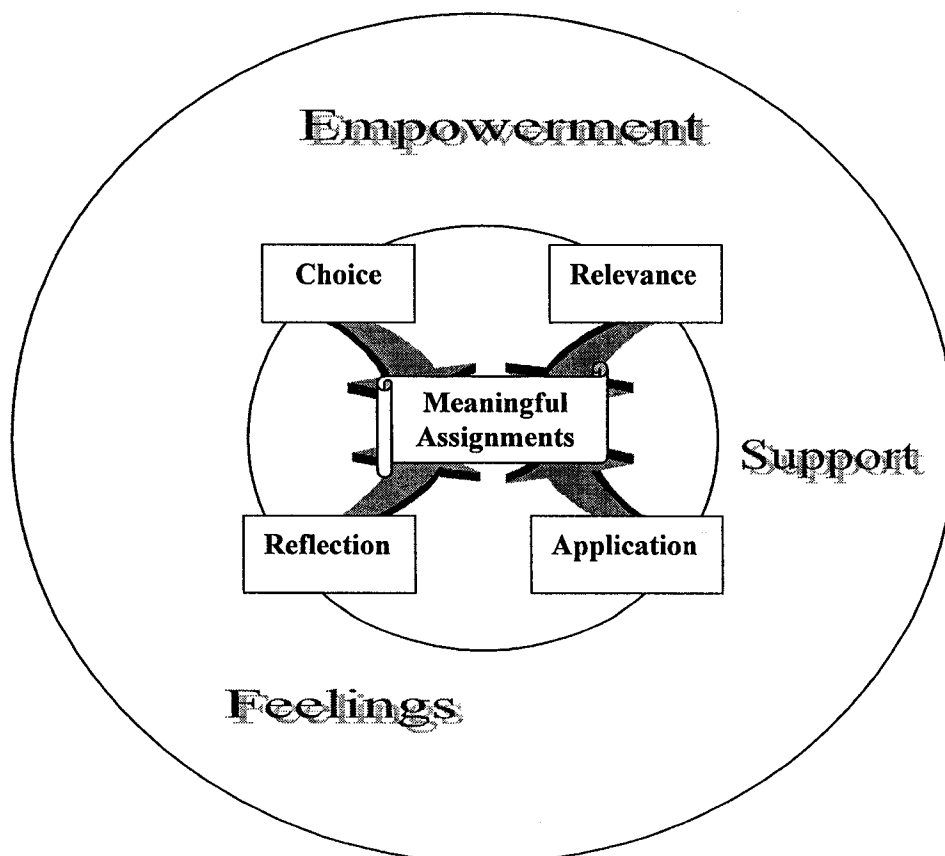 Empowerment
Choice
Relevance
Meaningful
Assignments
Support
Reflection
Application
Feelings